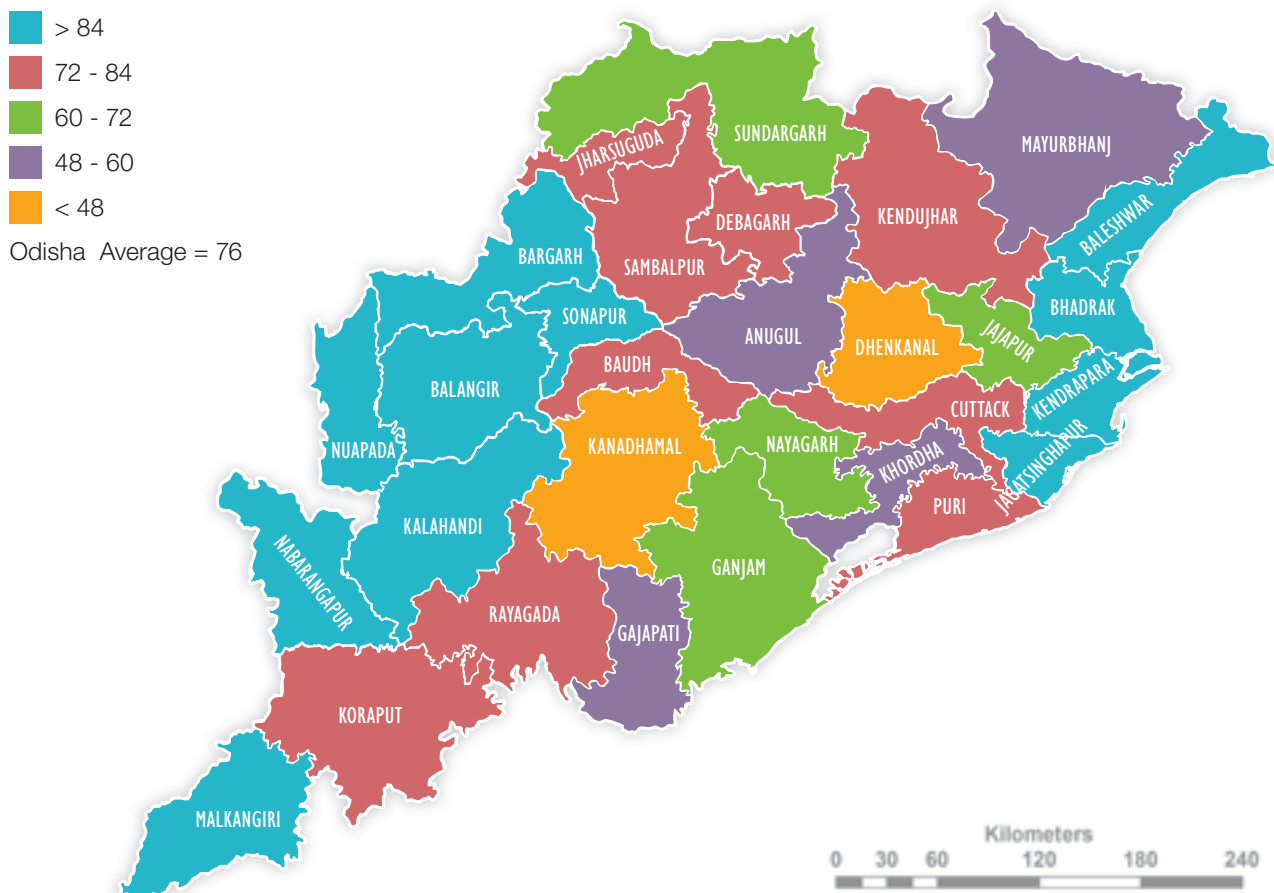 > 84
72 - 84
60 - 72
48 - 60
< 48
Odisha Average = 76
SUNDARGARH
JHARSUGUDA
MAYURBHANJ
KENDUJHAR
DEBAGARH
BALESHWAR
BARGARH
SAMBALPUR
SONAPUR
BHADRAK
ANUGUL
DHENKANAL
JAJAPUR
BAUDH
BALANGIR
KENDRAPARA
CUTTACK
NUAPADA
KANADHAMAL
NAYAGARH
KHORDHA
JAGATSINGHAPUR
PURI
KALAHANDI
NABARANGAPUR
GANJAM
RAYAGADA
GAJAPATI
KORAPUT
MALKANGIRI
Kilometers
0 30 60 120 180 240